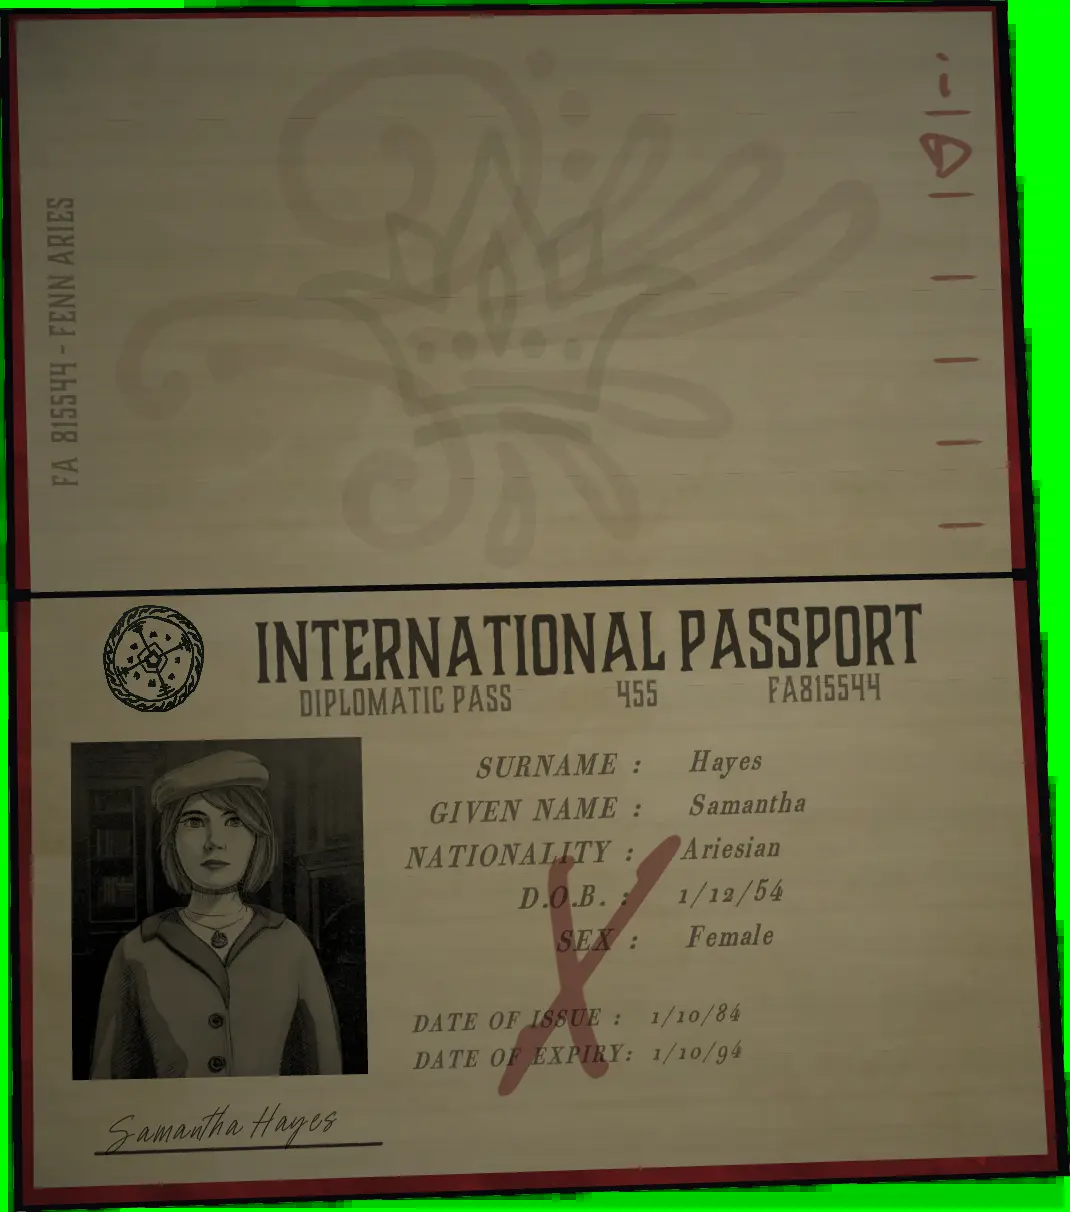 FA 815544 - FENN ARIES
INTERNATIONAL PASSPORT
DIPLOMATIC PASS 455 FA815544
SURNAME : Hayes
GIVEN NAME : Samantha
NATIONALITY : Ariesian
D.O.B. : 1/12/54
SEX : Female
DATE OF ISSUE : 1/10/84
DATE OF EXPIRY: 1/10/94
Samantha Hayes